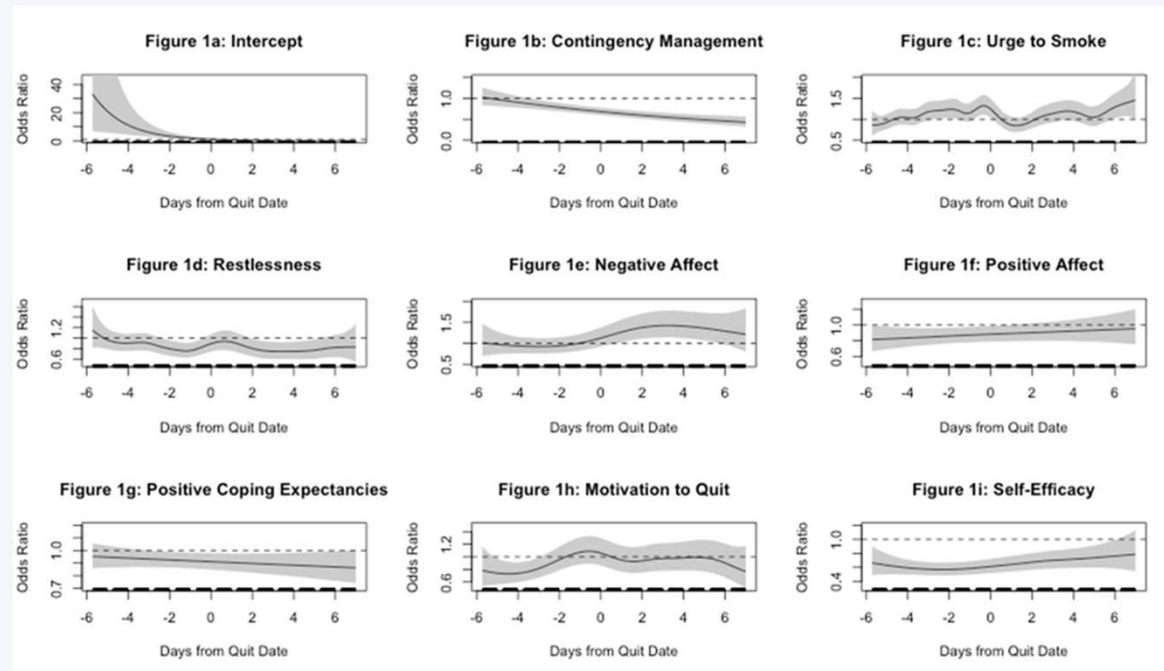 Figure 1a: Intercept
Odds Ratio
0 20 40
-6 -4 -2 0 2 4 6
Days from Quit Date
Figure 1b: Contingency Management
Odds Ratio
0.0 1.0
-6 -4 -2 0 2 4 6
Days from Quit Date
Figure 1c: Urge to Smoke
Odds Ratio
0.5 1.5
-6 -4 -2 0 2 4 6
Days from Quit Date
Figure 1d: Restlessness
Odds Ratio
0.6 1.2
-6 -4 -2 0 2 4 6
Days from Quit Date
Figure 1e: Negative Affect
Odds Ratio
0.5 1.5
-6 -4 -2 0 2 4 6
Days from Quit Date
Figure 1f: Positive Affect
Odds Ratio
0.6 1.0
-6 -4 -2 0 2 4 6
Days from Quit Date
Figure 1g: Positive Coping Expectancies
Odds Ratio
0.7 1.0
-6 -4 -2 0 2 4 6
Days from Quit Date
Figure 1h: Motivation to Quit
Odds Ratio
0.6 1.2
-6 -4 -2 0 2 4 6
Days from Quit Date
Figure 1i: Self-Efficacy
Odds Ratio
0.4 1.0
-6 -4 -2 0 2 4 6
Days from Quit Date